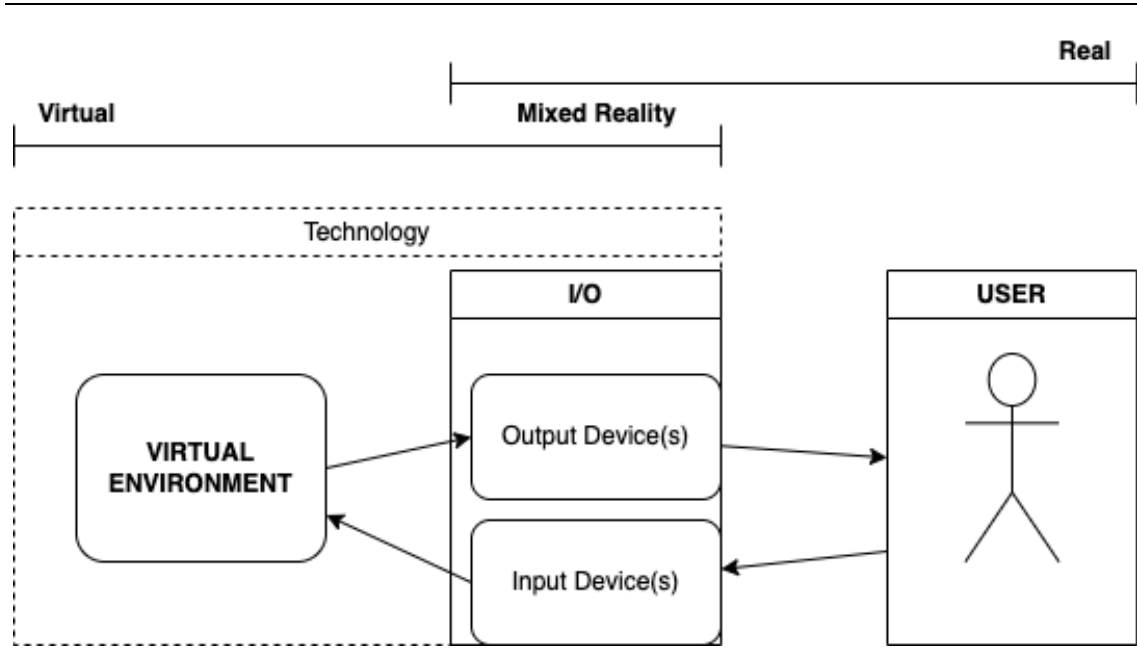 Real
Virtual
Mixed Reality
Technology
I/O
USER
VIRTUAL
ENVIRONMENT
Output Device(s)
Input Device(s)